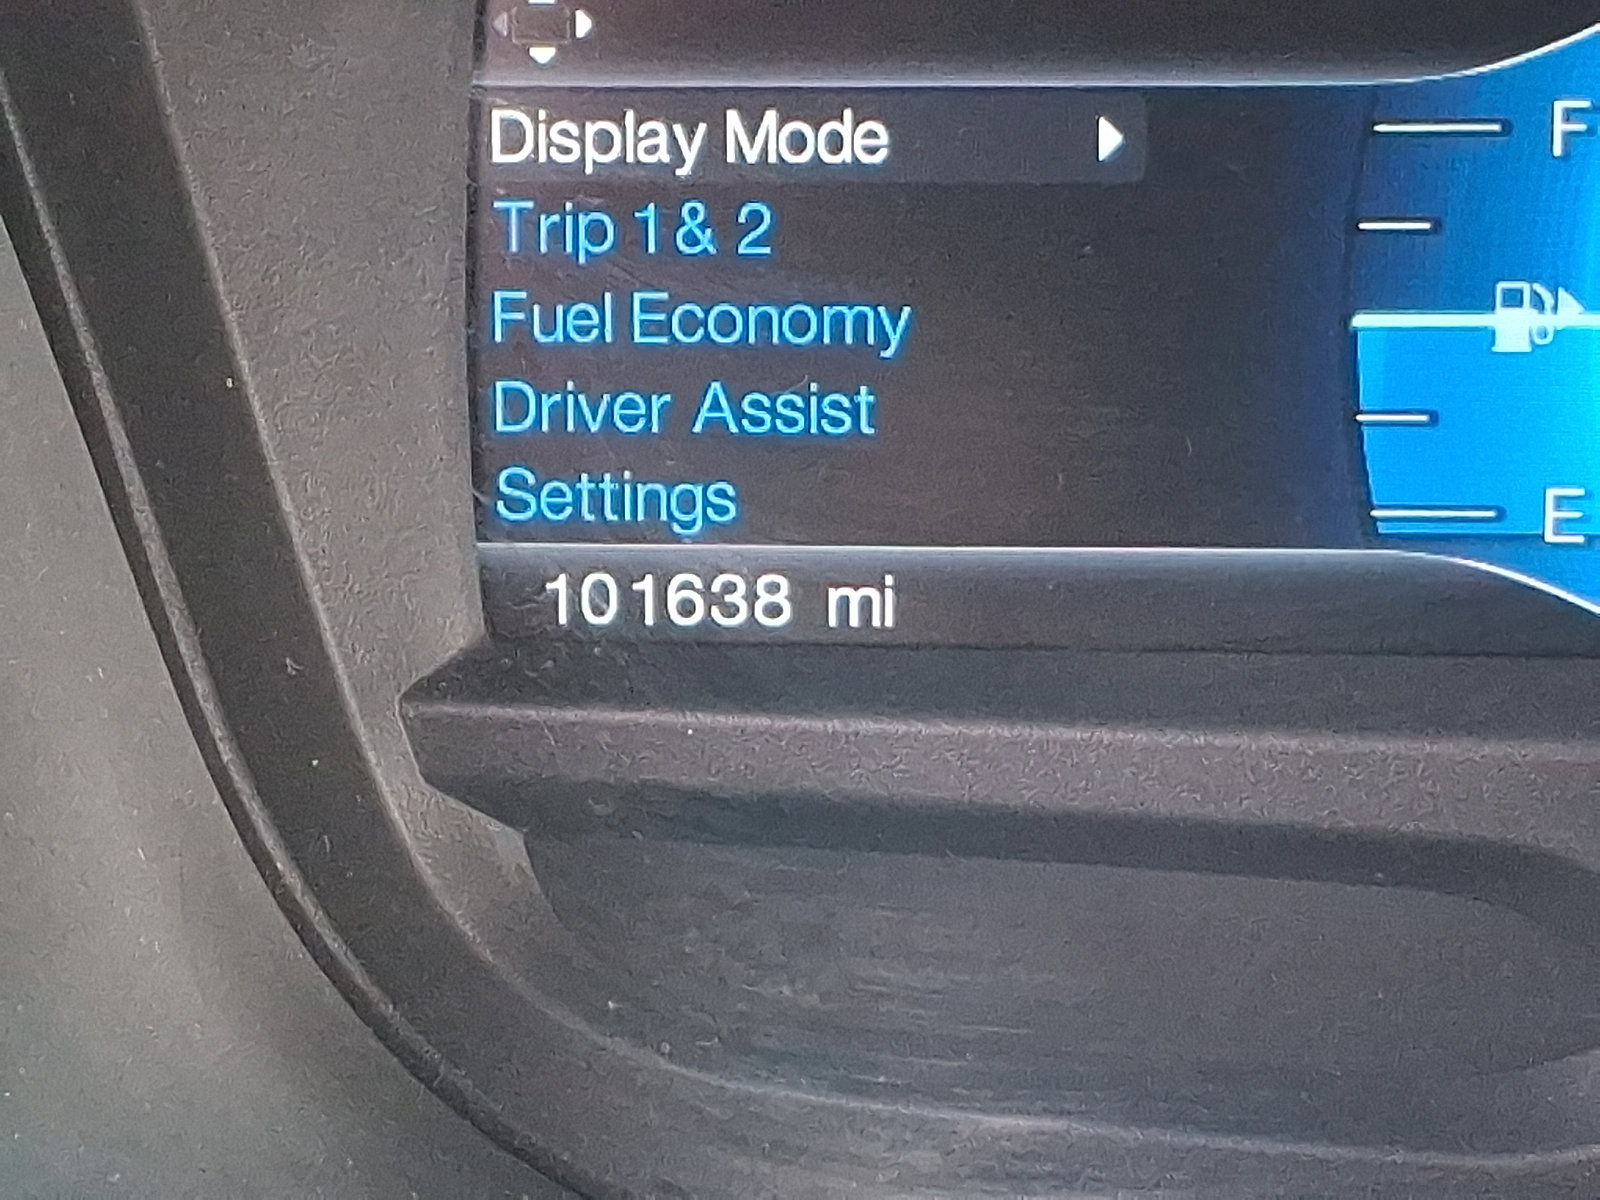 Display Mode
Trip 1 & 2
Fuel Economy
Driver Assist
Settings
101638 mi
F
E